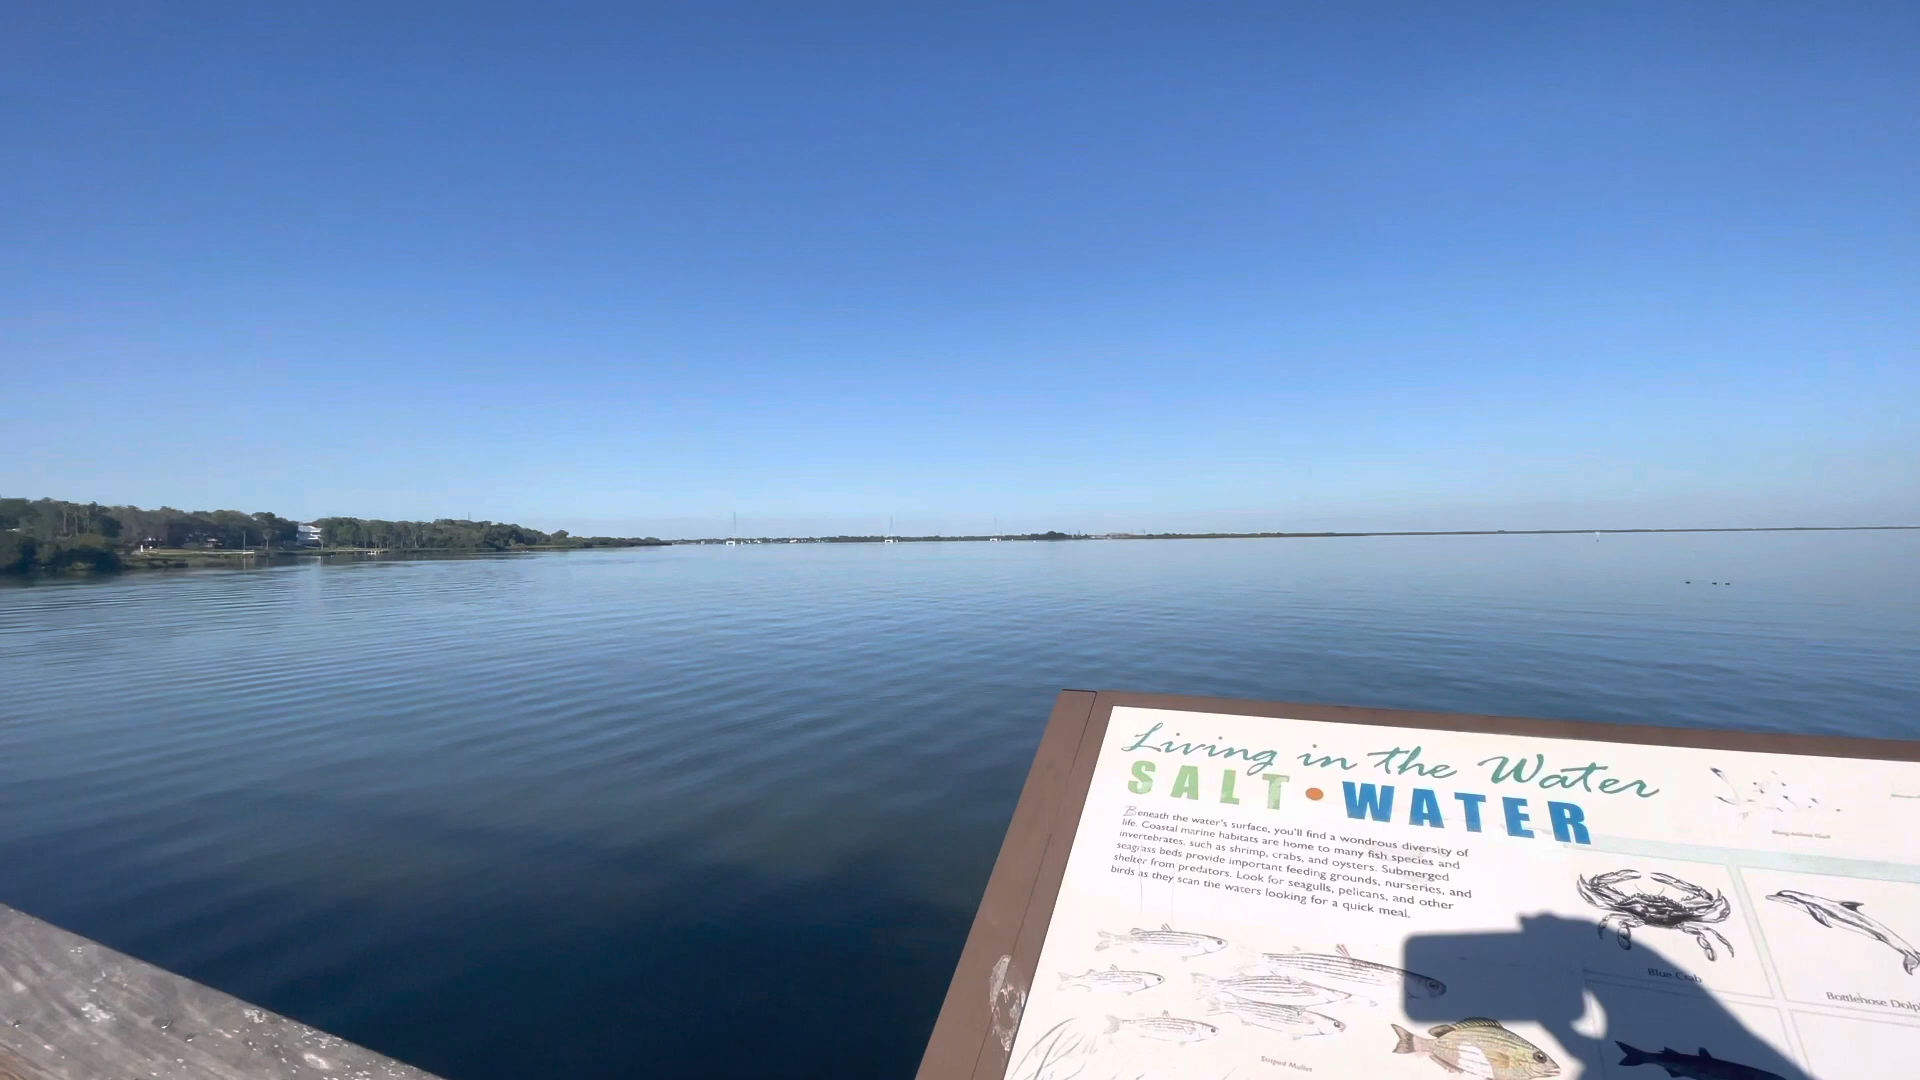 Living in the Water
SALT•WATER
Beneath the water's surface, you'll find a wondrous diversity of
life. Coastal marine habitats are home to many fish species and
invertebrates, such as shrimp, crabs, and oysters. Submerged
seagrass beds provide important feeding grounds, nurseries, and
shelter from predators. Look for seagulls, pelicans, and other
birds as they scan the waters looking for a quick meal.
Blue Crab
Bottlenose Dolp
Striped Mullet